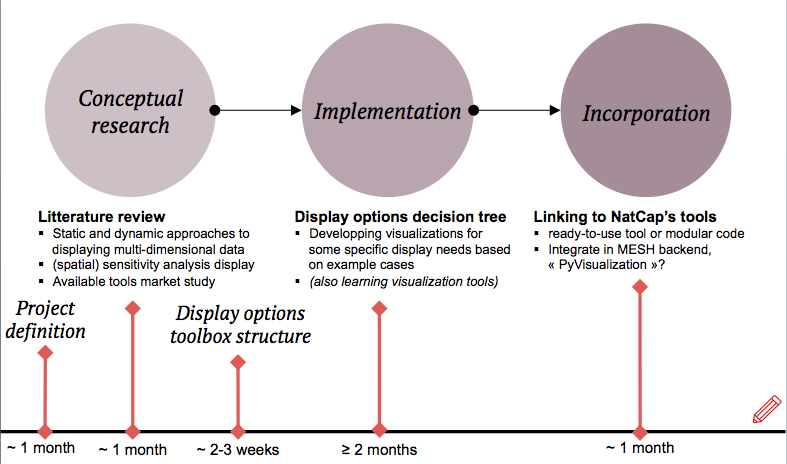 Conceptual
research
Implementation
Incorporation
Litterature review
▪ Static and dynamic approaches to
displaying multi-dimensional data
▪ (spatial) sensitivity analysis display
▪ Available tools market study
Display options decision tree
▪ Developping visualizations for
some specific display needs based
on example cases
▪ (also learning visualization tools)
Linking to NatCap's tools
▪ ready-to-use tool or modular code
▪ Integrate in MESH backend,
« PyVisualization »?
Project
definition
Display options
toolbox structure
~ 1 month
~ 1 month
~ 2-3 weeks
≥ 2 months
~ 1 month